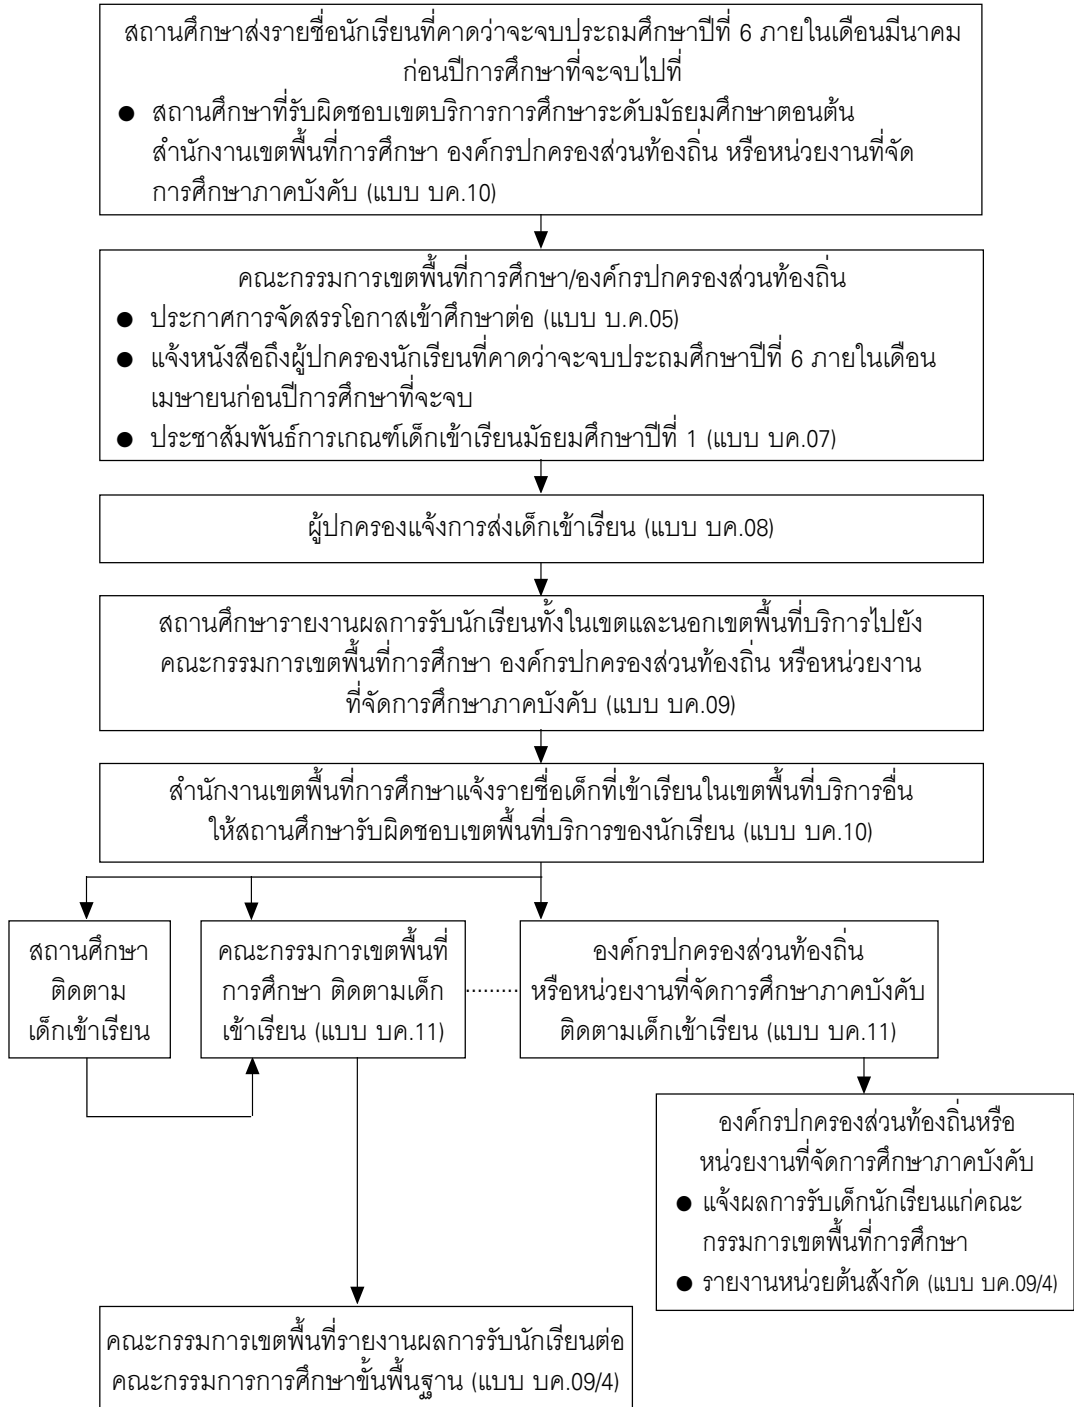 สถานศึกษาส่งรายชื่อนักเรียนที่คาดว่าจะจบประถมศึกษาปีที่ 6 ภายในเดือนมีนาคม
ก่อนปีการศึกษาที่จะจบไปที่
● สถานศึกษาที่รับผิดชอบเขตบริการการศึกษาระดับมัธยมศึกษาตอนต้น
สำนักงานเขตพื้นที่การศึกษา องค์กรปกครองส่วนท้องถิ่น หรือหน่วยงานที่จัด
การศึกษาภาคบังคับ (แบบ บค.10)
คณะกรรมการเขตพื้นที่การศึกษา/องค์กรปกครองส่วนท้องถิ่น
● ประกาศการจัดสรรโอกาสเข้าศึกษาต่อ (แบบ บ.ค.05)
● แจ้งหนังสือถึงผู้ปกครองนักเรียนที่คาดว่าจะจบประถมศึกษาปีที่ 6 ภายในเดือน
เมษายนก่อนปีการศึกษาที่จะจบ
● ประชาสัมพันธ์การเกณฑ์เด็กเข้าเรียนมัธยมศึกษาปีที่ 1 (แบบ บค.07)
ผู้ปกครองแจ้งการส่งเด็กเข้าเรียน (แบบ บค.08)
สถานศึกษารายงานผลการรับนักเรียนทั้งในเขตและนอกเขตพื้นที่บริการไปยัง
คณะกรรมการเขตพื้นที่การศึกษา องค์กรปกครองส่วนท้องถิ่น หรือหน่วยงาน
ที่จัดการศึกษาภาคบังคับ (แบบ บค.09)
สำนักงานเขตพื้นที่การศึกษาแจ้งรายชื่อเด็กที่เข้าเรียนในเขตพื้นที่บริการอื่น
ให้สถานศึกษารับผิดชอบเขตพื้นที่บริการของนักเรียน (แบบ บค.10)
สถานศึกษา
ติดตาม
เด็กเข้าเรียน
คณะกรรมการเขตพื้นที่
การศึกษา ติดตามเด็ก
เข้าเรียน (แบบ บค.11)
องค์กรปกครองส่วนท้องถิ่น
หรือหน่วยงานที่จัดการศึกษาภาคบังคับ
ติดตามเด็กเข้าเรียน (แบบ บค.11)
องค์กรปกครองส่วนท้องถิ่นหรือ
หน่วยงานที่จัดการศึกษาภาคบังคับ
● แจ้งผลการรับเด็กนักเรียนแก่คณะ
กรรมการเขตพื้นที่การศึกษา
● รายงานหน่วยต้นสังกัด (แบบ บค.09/4)
คณะกรรมการเขตพื้นที่รายงานผลการรับนักเรียนต่อ
คณะกรรมการการศึกษาขั้นพื้นฐาน (แบบ บค.09/4)